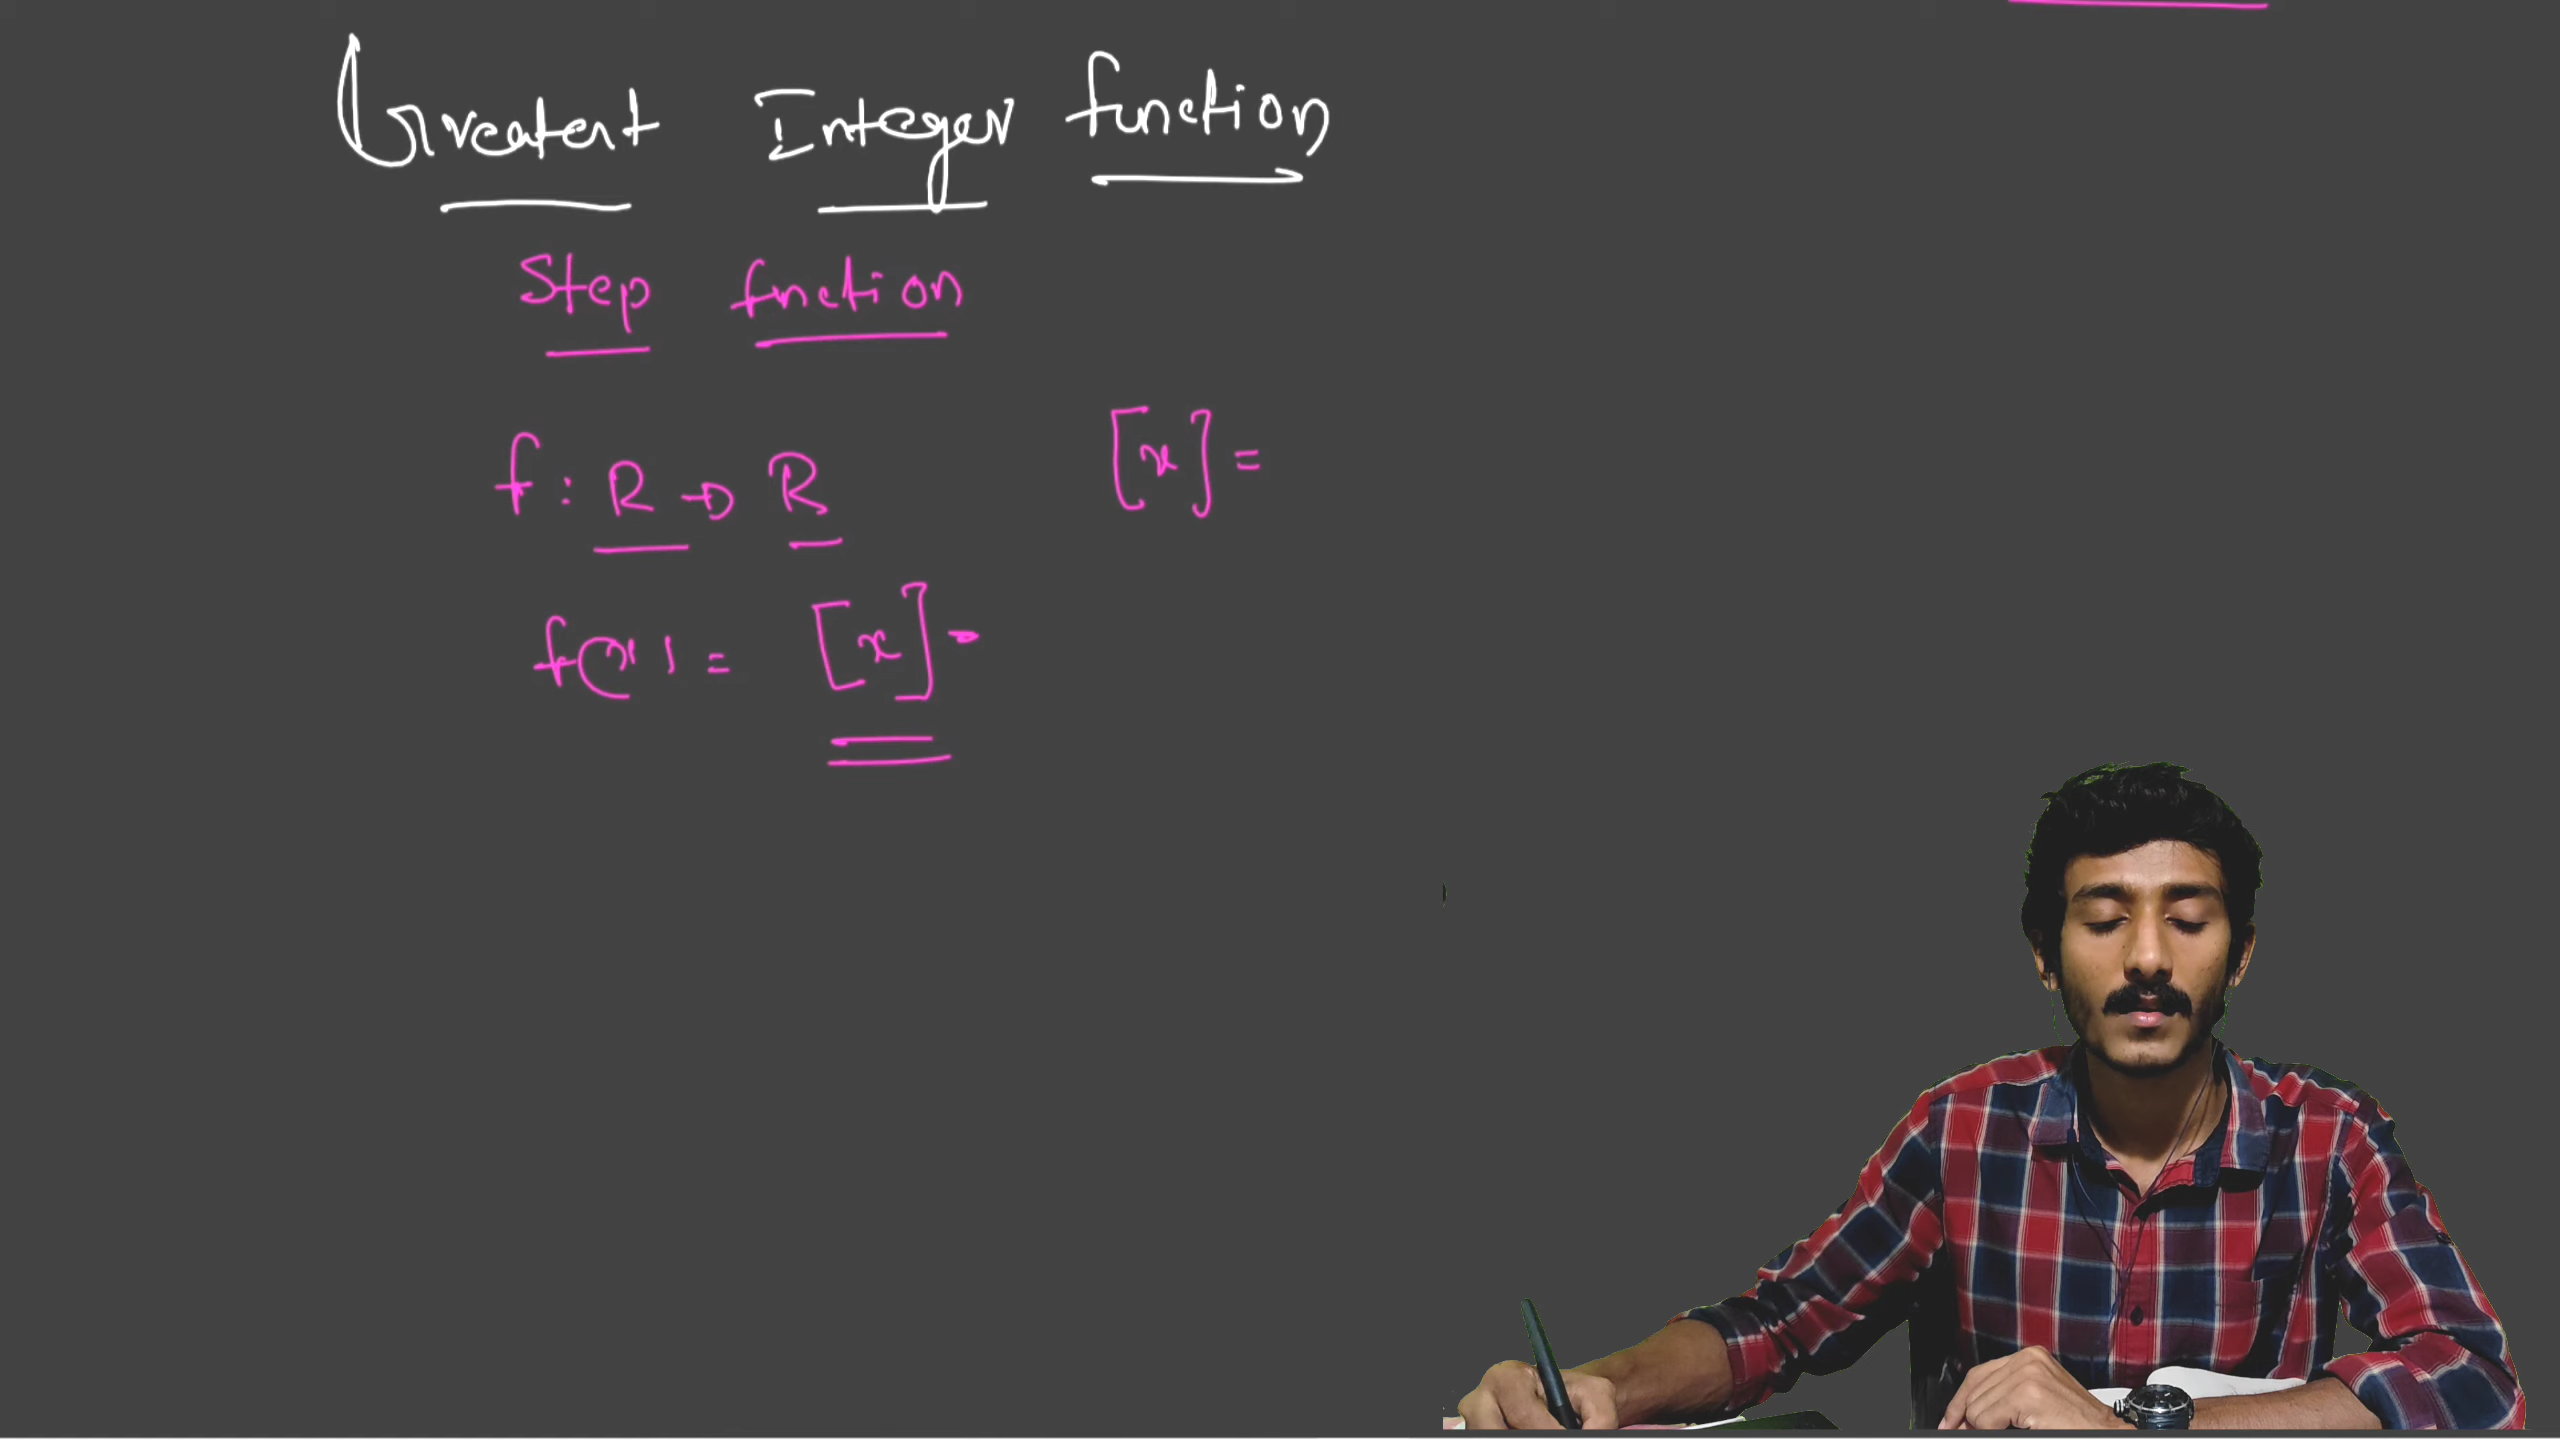 Greatest Integer function
Step function
f : R → R
[x] =
f(x) = [x] -